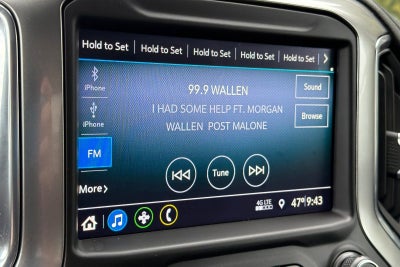 Hold to Set Hold to Set Hold to Set Hold to Set Hold to Set >
iPhone
99.9 WALLEN
Sound
I HAD SOME HELP FT. MORGAN
iPhone
Browse
WALLEN POST MALONE
FM
Tune
More >
4G LTE
47° 9:43